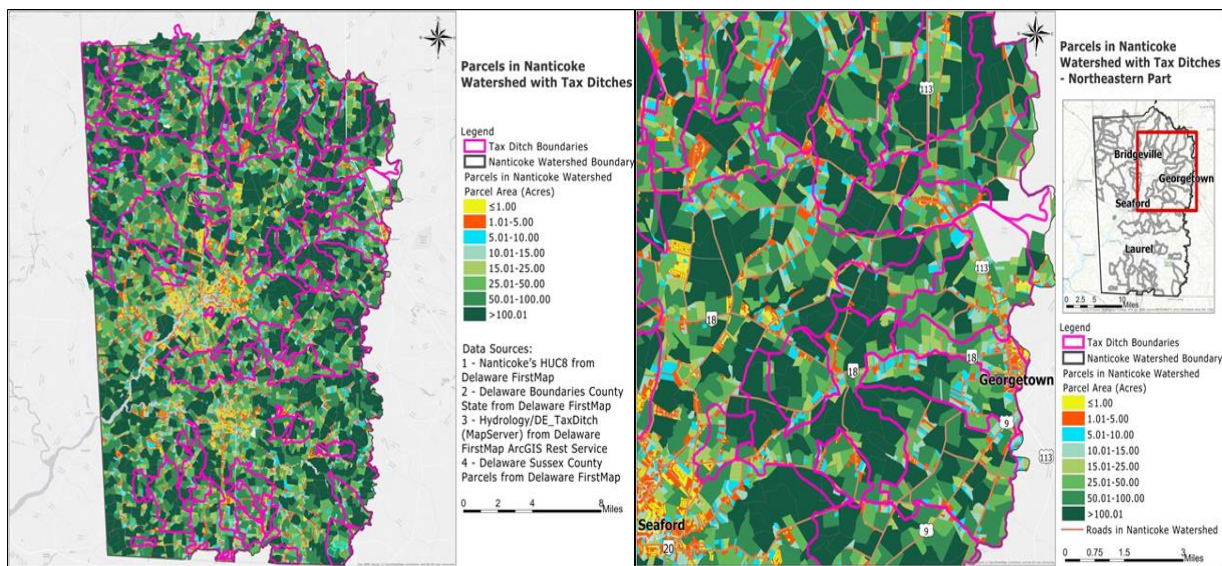 Parcels in Nanticoke
Watershed with Tax Ditches
Legend
Tax Ditch Boundaries
Nanticoke Watershed Boundary
Parcels in Nanticoke Watershed
Parcel Area (Acres)
≤1.00
1.01-5.00
5.01-10.00
10.01-15.00
15.01-25.00
25.01-50.00
50.01-100.00
>100.01
Data Sources:
1 - Nanticoke's HUC8 from
Delaware FirstMap
2 - Delaware Boundaries County
State from Delaware FirstMap
3 - Hydrology/DE_TaxDitch
(MapServer) from Delaware
FirstMap ArcGIS Rest Service
4 - Delaware Sussex County
Parcels from Delaware FirstMap
0 2 4 8
Miles
113
18
113
18
18
Georgetown
9
113
Seaford
20
9
Parcels in Nanticoke
Watershed with Tax Ditches
- Northeastern Part
Bridgeville
Georgetown
Seaford
Laurel
0 2.5 5 10
Miles
Legend
Tax Ditch Boundaries
Nanticoke Watershed Boundary
Parcels in Nanticoke Watershed
Parcel Area (Acres)
≤1.00
1.01-5.00
5.01-10.00
10.01-15.00
15.01-25.00
25.01-50.00
50.01-100.00
>100.01
Roads in Nanticoke Watershed
0 0.75 1.5 3
Miles